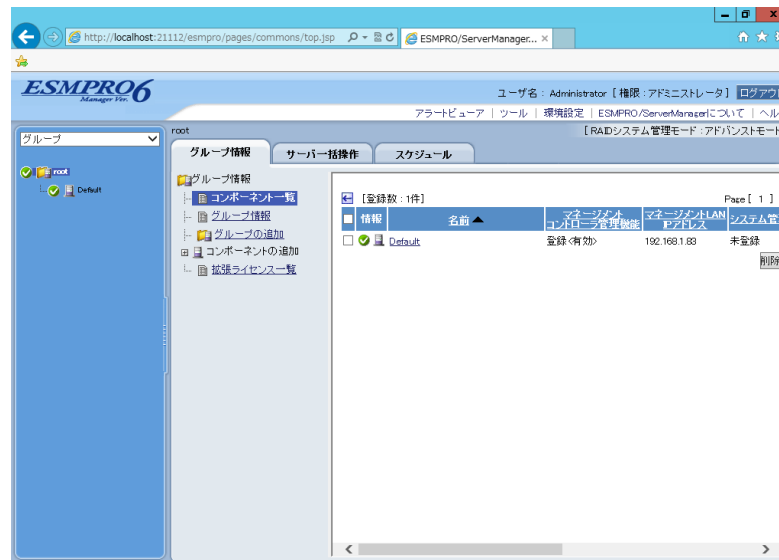 http://localhost:21112/esmpro/pages/commons/top.jsp
ESMPRO/ServerManager...
ESMPRO6
Manager Ver.
ユーザ名 : Administrator [ 権限 : アドミニストレータ ]
アラートビューア | ツール | 環境設定 | ESMPRO/ServerManagerについて |
グループ
root
[ RAIDシステム管理モード : アドバンストモード
グループ情報 サーバ一括操作 スケジュール
root
Default
グループ情報
コンポーネント一覧
グループ情報
グループの追加
コンポーネントの追加
拡張ライセンス一覧
[登録数 : 1件] Page [ 1 ]
情報 名前 マネージメントコントローラ管理機能 マネージメントLAN IPアドレス システム管
Default 登録<有効> 192.168.1.83 未登録
削除